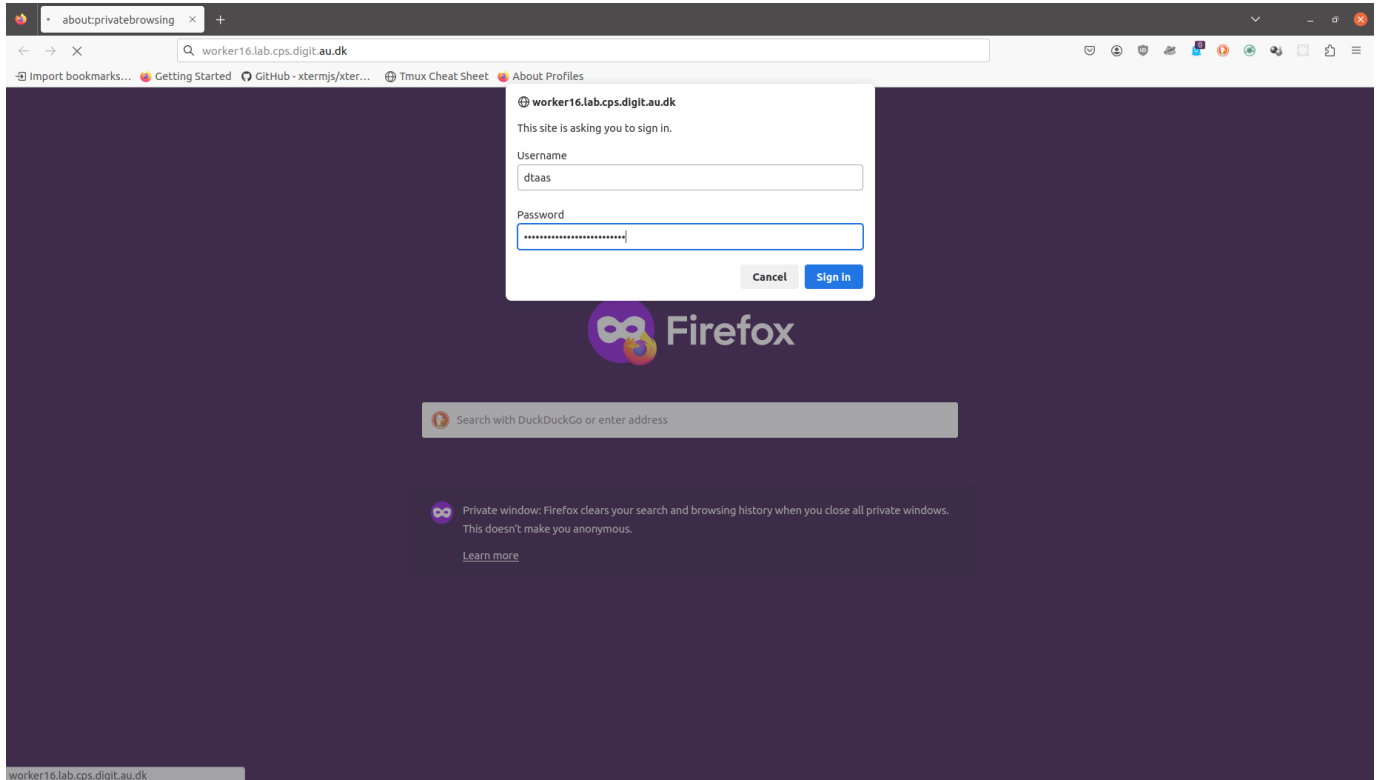 about:privatebrowsing
worker16.lab.cps.digit.au.dk
0
Import bookmarks... Getting Started GitHub - xtermjs/xter... Tmux Cheat Sheet About Profiles
worker16.lab.cps.digit.au.dk
This site is asking you to sign in.
Username
dtaas
Password
••••••••••••••••••••••••••
Cancel Sign in
Firefox
Search with DuckDuckGo or enter address
Private window: Firefox clears your search and browsing history when you close all private windows.
This doesn't make you anonymous.
Learn more
worker16.lab.cps.digit.au.dk